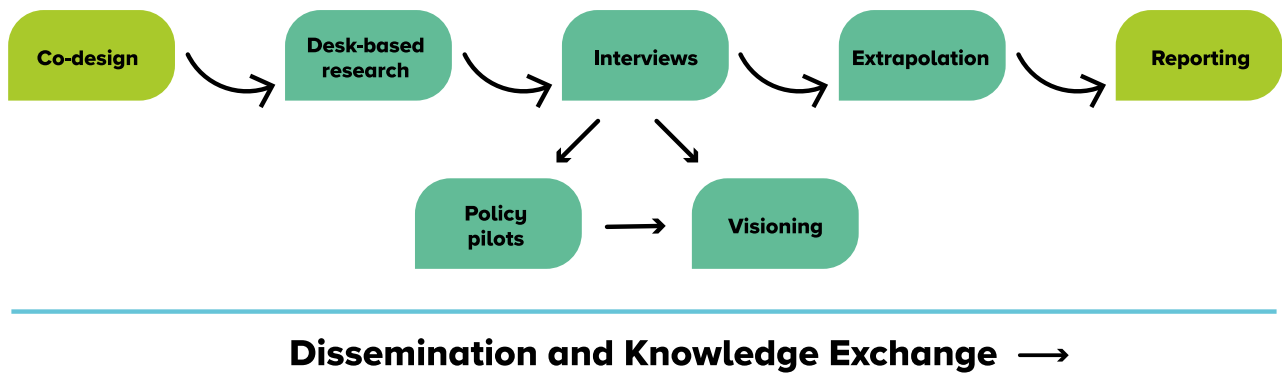 Co-design
Desk-based
research
Interviews
Extrapolation
Reporting
Policy
pilots
Visioning
Dissemination and Knowledge Exchange